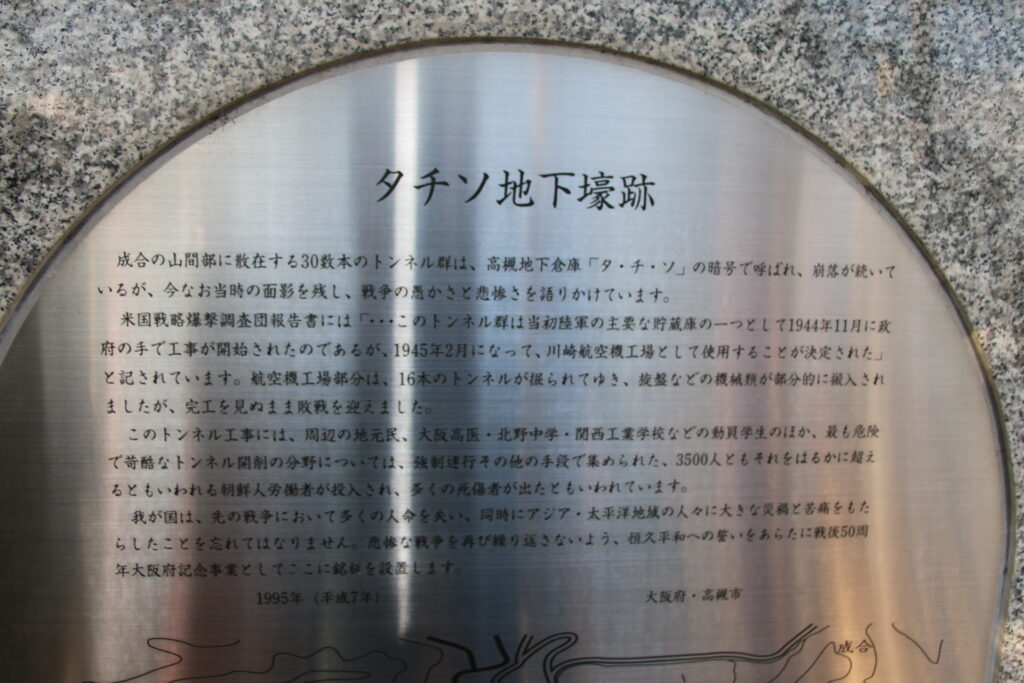 タチソ地下壕跡
成合の山間部に散在する30数本のトンネル群は、高槻地下倉庫「タ・チ・ソ」の暗号で呼ばれ、崩落が続いて
いるが、今なお当時の面影を残し、戦争の愚かさと悲惨さを語りかけています。
米国戦略爆撃調査団報告書には「・・・このトンネル群は当初陸軍の主要な貯蔵庫の一つとして1944年11月に政
府の手で工事が開始されたのであるが、1945年2月になって、川崎航空機工場として使用することが決定された」
と記されています。航空機工場部分は、16本のトンネルが掘られてゆき、旋盤などの機械類が部分的に搬入され
ましたが、完工を見ぬまま敗戦を迎えました。
このトンネル工事には、周辺の地元民、大阪高医・北野中学・関西工業学校などの動員学生のほか、最も危険
で苛酷なトンネル開削の分野については、強制連行その他の手段で集められた、3500人ともそれをはるかに超え
るともいわれる朝鮮人労働者が投入され、多くの死傷者が出たともいわれています。
我が国は、先の戦争において多くの人命を失い、同時にアジア・太平洋地域の人々に大きな災禍と苦痛をもた
らしたことを忘れてはなりません。悲惨な戦争を再び繰り返さないよう、恒久平和への誓いをあらたに戦後50周
年大阪府記念事業としてここに銘板を設置します。
1995年（平成7年） 大阪府・高槻市
成合